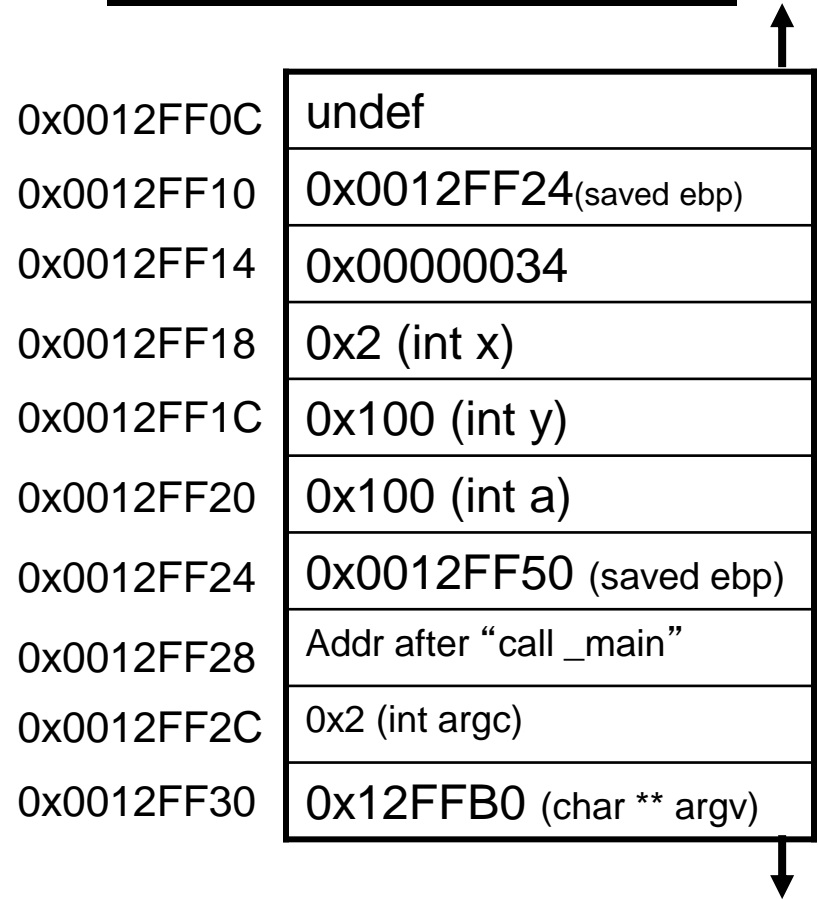 0x0012FF0C undef
0x0012FF10 0x0012FF24(saved ebp)
0x0012FF14 0x00000034
0x0012FF18 0x2 (int x)
0x0012FF1C 0x100 (int y)
0x0012FF20 0x100 (int a)
0x0012FF24 0x0012FF50 (saved ebp)
0x0012FF28 Addr after “call _main”
0x0012FF2C 0x2 (int argc)
0x0012FF30 0x12FFB0 (char ** argv)